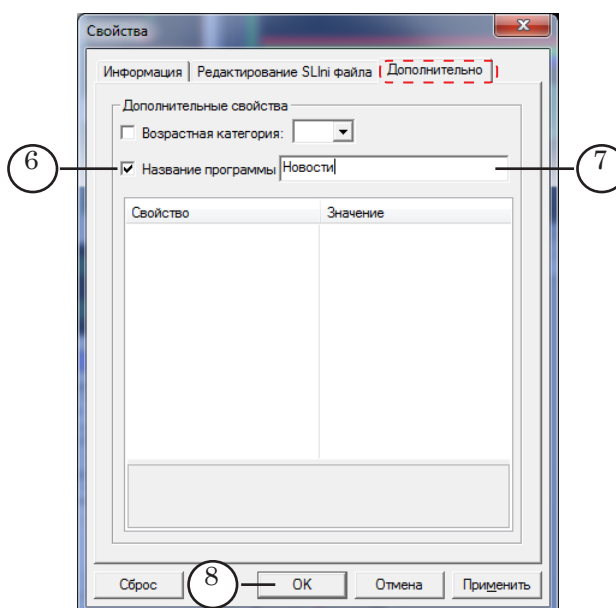 Свойства
Информация Редактирование SLIni файла Дополнительно
Дополнительные свойства
Возрастная категория:
6 Название программы Новости 7
Свойство Значение
Сброс 8 OK Отмена Применить